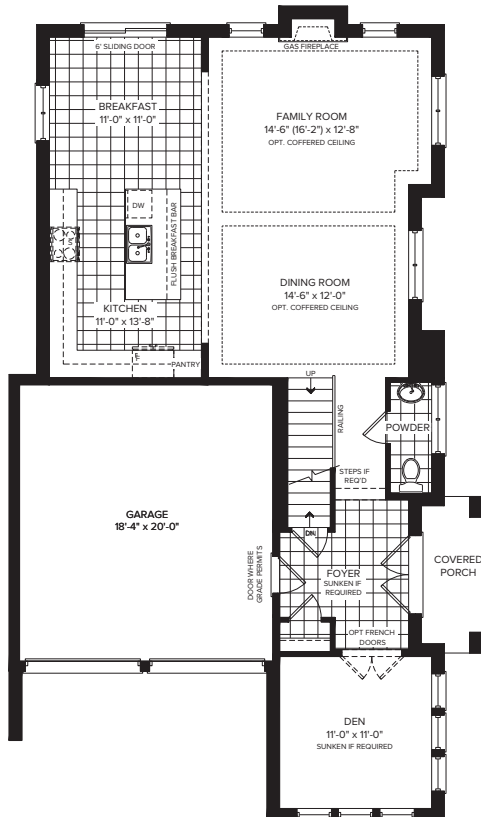 6' SLIDING DOOR
GAS FIREPLACE
BREAKFAST
11'-0" x 11'-0"
FAMILY ROOM
14'-6" (16'-2") x 12'-8"
OPT. COFFERED CEILING
DW
FLUSH BREAKFAST BAR
DINING ROOM
14'-6" x 12'-0"
OPT. COFFERED CEILING
KITCHEN
11'-0" x 13'-8"
F
PANTRY
UP
RAILING
POWDER
STEPS IF
REQ'D
GARAGE
18'-4" x 20'-0"
DN
DOOR WHERE
GRADE PERMITS
FOYER
SUNKEN IF
REQUIRED
COVERED
PORCH
OPT FRENCH
DOORS
DEN
11'-0" x 11'-0"
SUNKEN IF REQUIRED